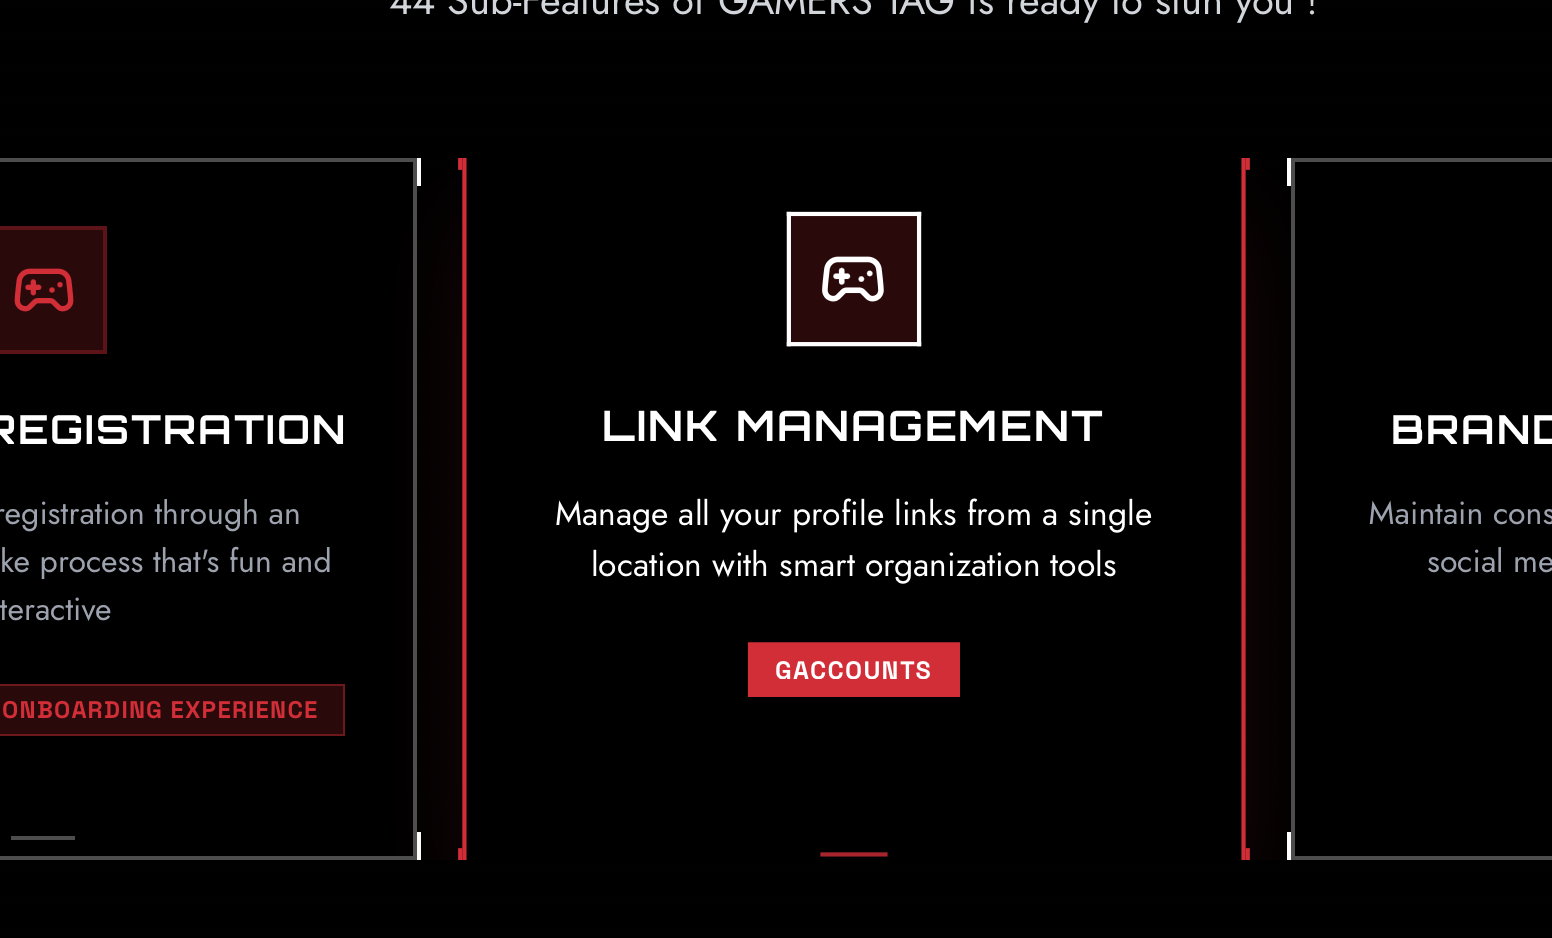 44 Sub-Features of GAMERS TAG is ready to stun you !
REGISTRATION
registration through an
ke process that's fun and
teractive
ONBOARDING EXPERIENCE
LINK MANAGEMENT
Manage all your profile links from a single
location with smart organization tools
GACCOUNTS
BRAND
Maintain cons
social me